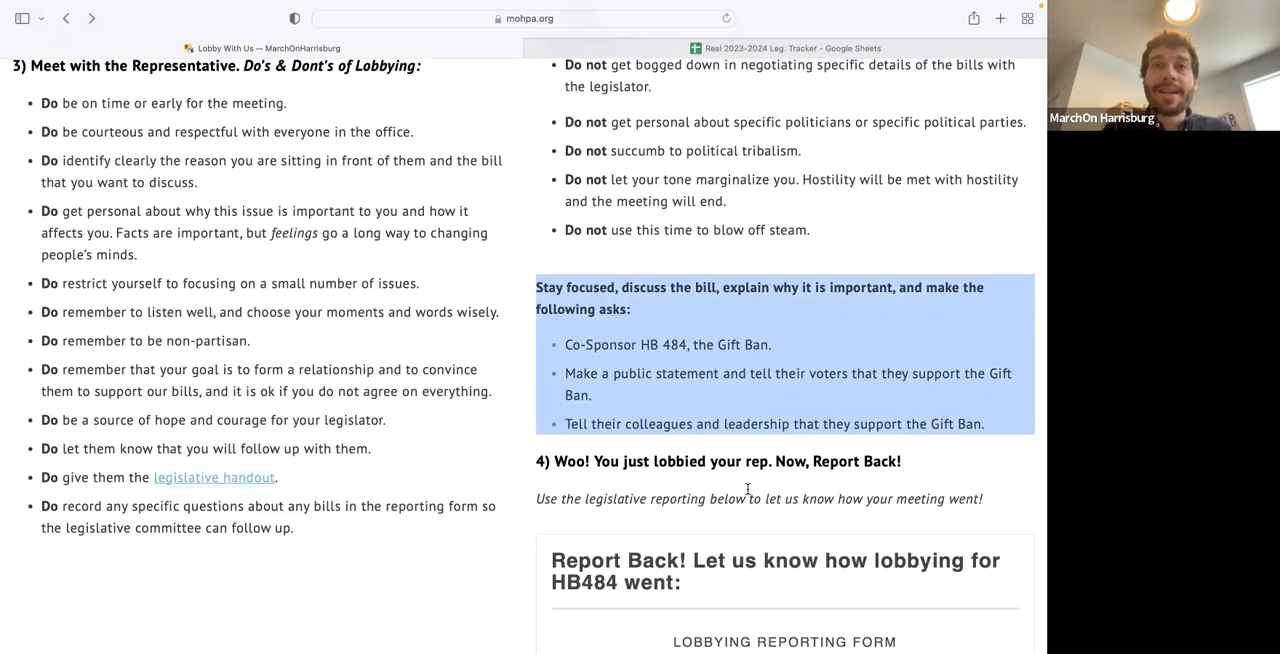 mohpa.org
Lobby With Us — MarchOnHarrisburg
Real 2023-2024 Leg. Tracker - Google Sheets
3) Meet with the Representative. Do's & Dont's of Lobbying:
Do be on time or early for the meeting.
Do be courteous and respectful with everyone in the office.
Do identify clearly the reason you are sitting in front of them and the bill
that you want to discuss.
Do get personal about why this issue is important to you and how it
affects you. Facts are important, but feelings go a long way to changing
people's minds.
Do restrict yourself to focusing on a small number of issues.
Do remember to listen well, and choose your moments and words wisely.
Do remember to be non-partisan.
Do remember that your goal is to form a relationship and to convince
them to support our bills, and it is ok if you do not agree on everything.
Do be a source of hope and courage for your legislator.
Do let them know that you will follow up with them.
Do give them the legislative handout.
Do record any specific questions about any bills in the reporting form so
the legislative committee can follow up.
Do not get bogged down in negotiating specific details of the bills with
the legislator.
Do not get personal about specific politicians or specific political parties.
Do not succumb to political tribalism.
Do not let your tone marginalize you. Hostility will be met with hostility
and the meeting will end.
Do not use this time to blow off steam.
Stay focused, discuss the bill, explain why it is important, and make the
following asks:
Co-Sponsor HB 484, the Gift Ban.
Make a public statement and tell their voters that they support the Gift
Ban.
Tell their colleagues and leadership that they support the Gift Ban.
4) Woo! You just lobbied your rep. Now, Report Back!
Use the legislative reporting below to let us know how your meeting went!
Report Back! Let us know how lobbying for
HB484 went:
LOBBYING REPORTING FORM
MarchOn Harrisburg